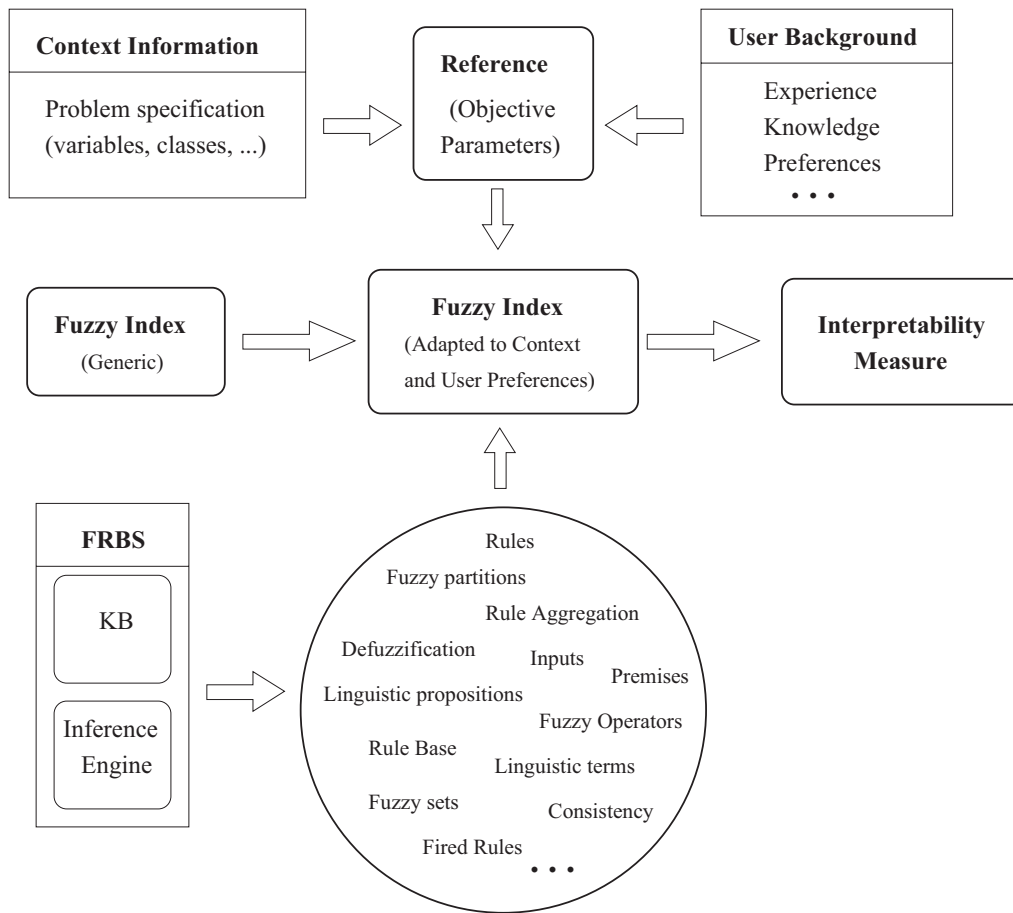 Context Information
Problem specification
(variables, classes, ...)
Reference
(Objective
Parameters)
User Background
Experience
Knowledge
Preferences
• • •
Fuzzy Index
(Generic)
Fuzzy Index
(Adapted to Context
and User Preferences)
Interpretability
Measure
FRBS
KB
Inference
Engine
Rules
Fuzzy partitions
Rule Aggregation
Defuzzification
Inputs
Premises
Linguistic propositions
Fuzzy Operators
Rule Base
Linguistic terms
Fuzzy sets
Consistency
Fired Rules
• • •